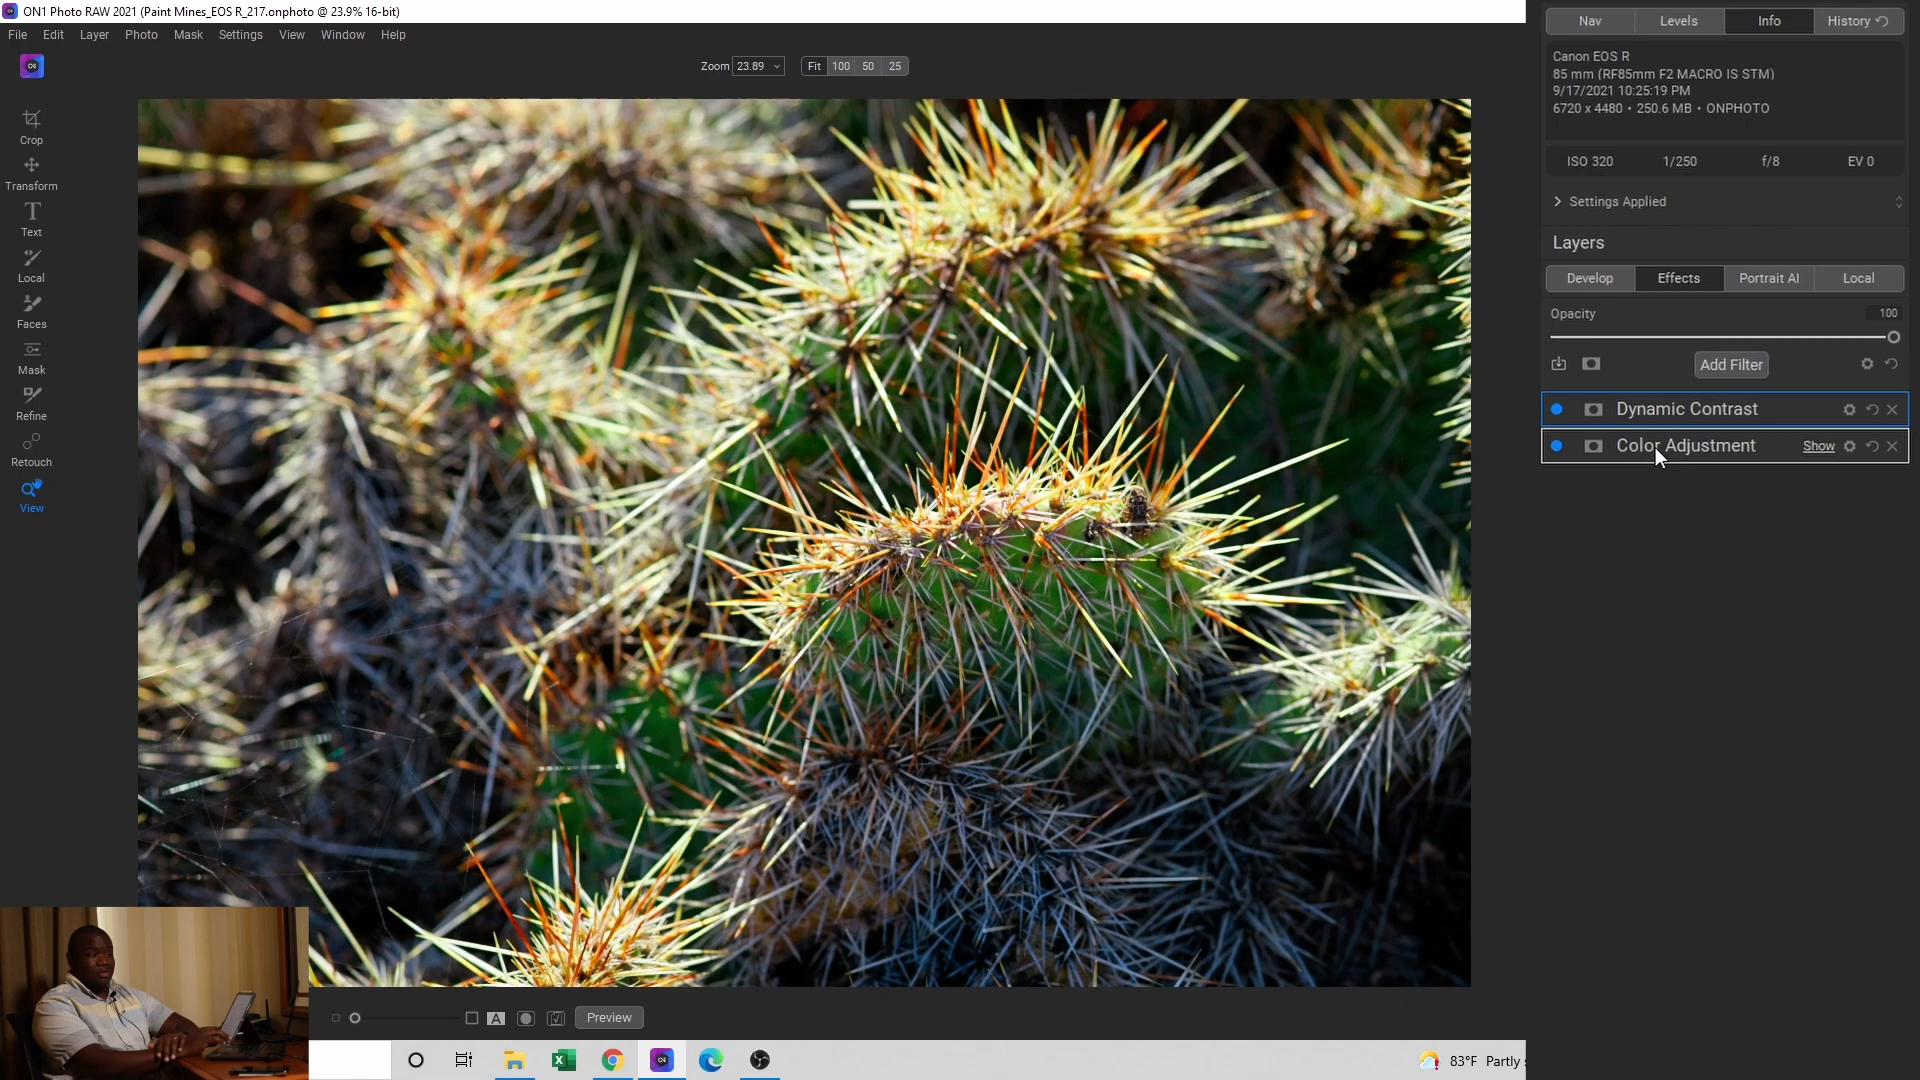 ON1 Photo RAW 2021 (Paint Mines_EOS R_217.onphoto @ 23.9% 16-bit)
File Edit Layer Photo Mask Settings View Window Help
Zoom 23.89 Fit 100 50 25
Crop
Transform
Text
Local
Faces
Mask
Refine
Retouch
View
Nav Levels Info History
Canon EOS R
85 mm (RF85mm F2 MACRO IS STM)
9/17/2021 10:25:19 PM
6720 x 4480 • 250.6 MB • ONPHOTO
ISO 320 1/250 f/8 EV 0
Settings Applied
Layers
Develop Effects Portrait AI Local
Opacity 100
Add Filter
Dynamic Contrast
Color Adjustment Show
A Preview
83°F Partly s